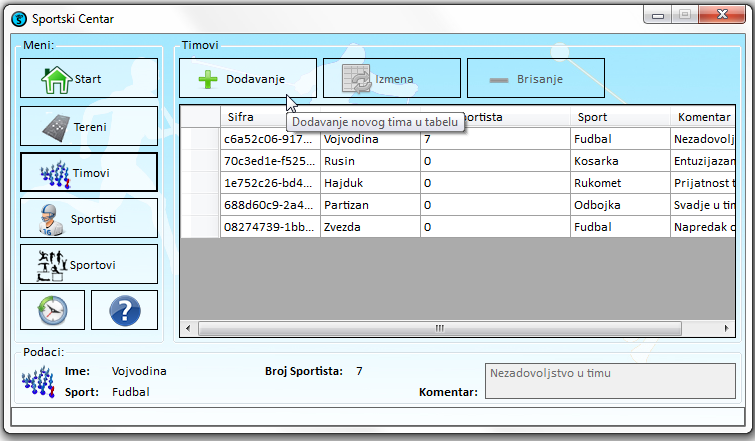 Sportski Centar
Meni:
Start
Tereni
Timovi
Sportisti
Sportovi
Timovi
Dodavanje Izmena Brisanje
Sifra Sport Komentar
Dodavanje novog tima u tabelu
c6a52c06-917... Vojvodina 7 Fudbal Nezadovolj
70c3ed1e-f525... Rusin 0 Kosarka Entuzijazam
1e752c26-bd4... Hajduk 0 Rukomet Prijatnost t
688d60c9-2a4... Partizan 0 Odbojka Svadje u tim
08274739-1bb... Zvezda 0 Fudbal Napredak
Podaci:
Ime: Vojvodina Broj Sportista: 7
Sport: Fudbal Komentar: Nezadovoljstvo u timu